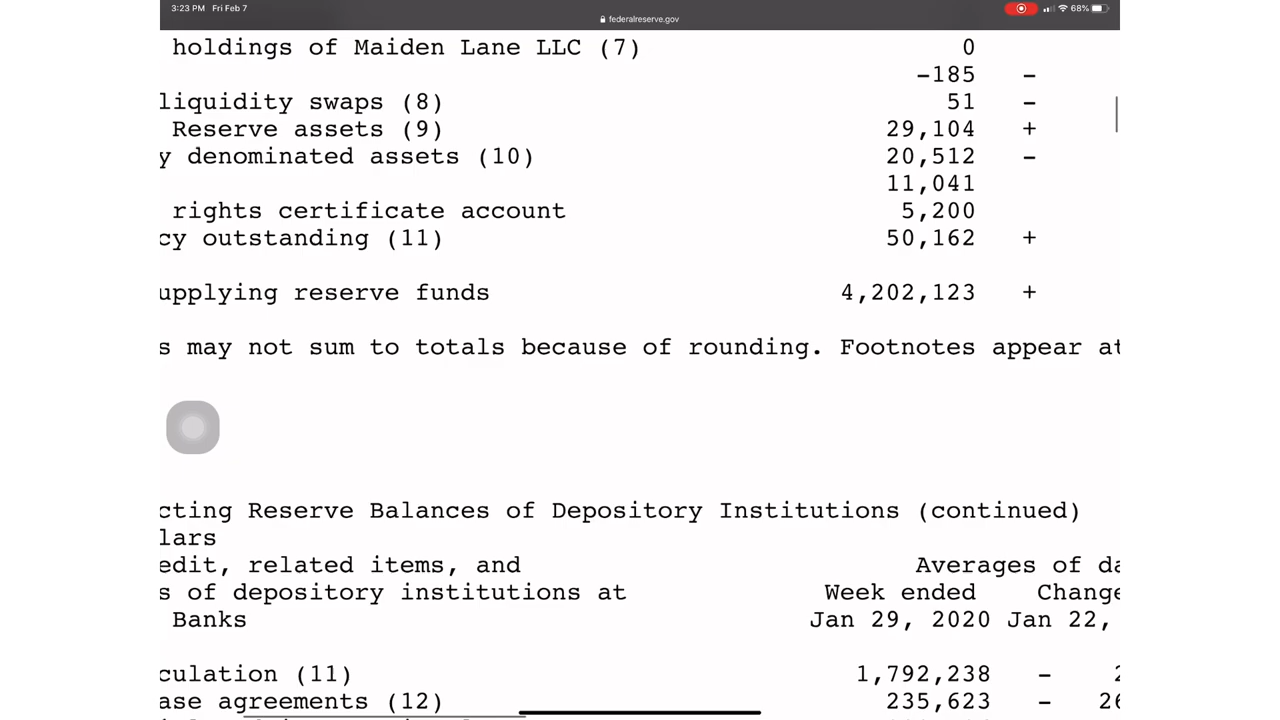 3:23 PM Fri Feb 7
68%
federalreserve.gov
holdings of Maiden Lane LLC (7) 0
-185 -
liquidity swaps (8) 51 -
Reserve assets (9) 29,104 +
y denominated assets (10) 20,512 -
11,041
rights certificate account 5,200
cy outstanding (11) 50,162 +
upplying reserve funds 4,202,123 +
s may not sum to totals because of rounding. Footnotes appear at
cting Reserve Balances of Depository Institutions (continued)
lars
edit, related items, and Averages of da
s of depository institutions at Week ended Change
Banks Jan 29, 2020 Jan 22,
culation (11) 1,792,238 - 2
ase agreements (12) 235,623 - 26